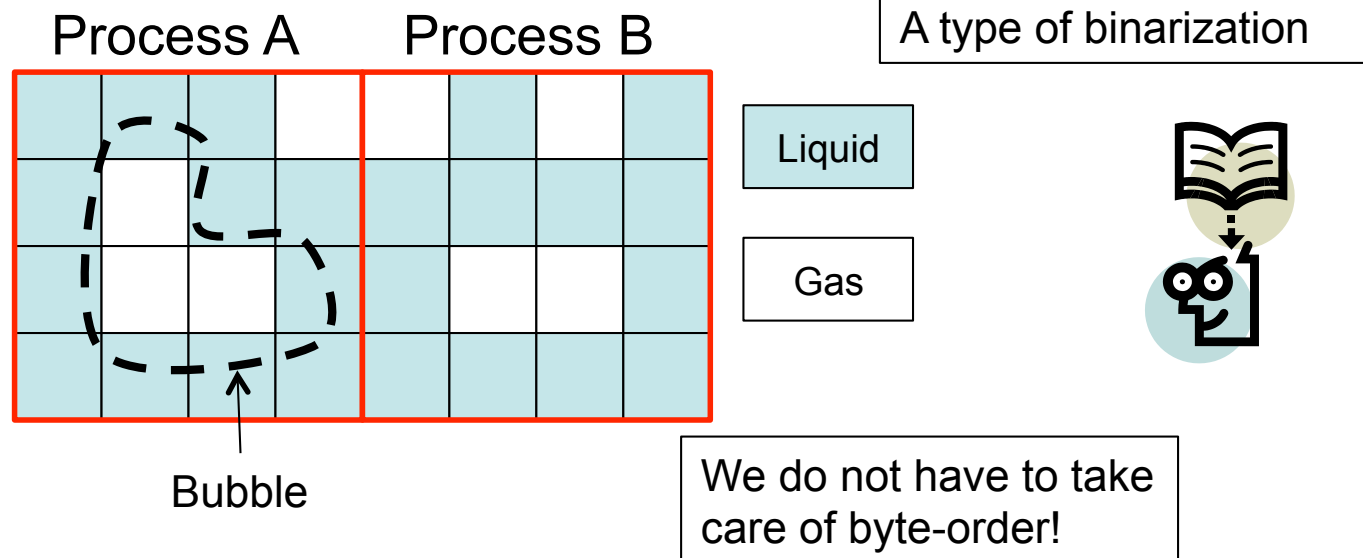 Process A
Process B
A type of binarization
Liquid
Gas
Bubble
We do not have to take
care of byte-order!